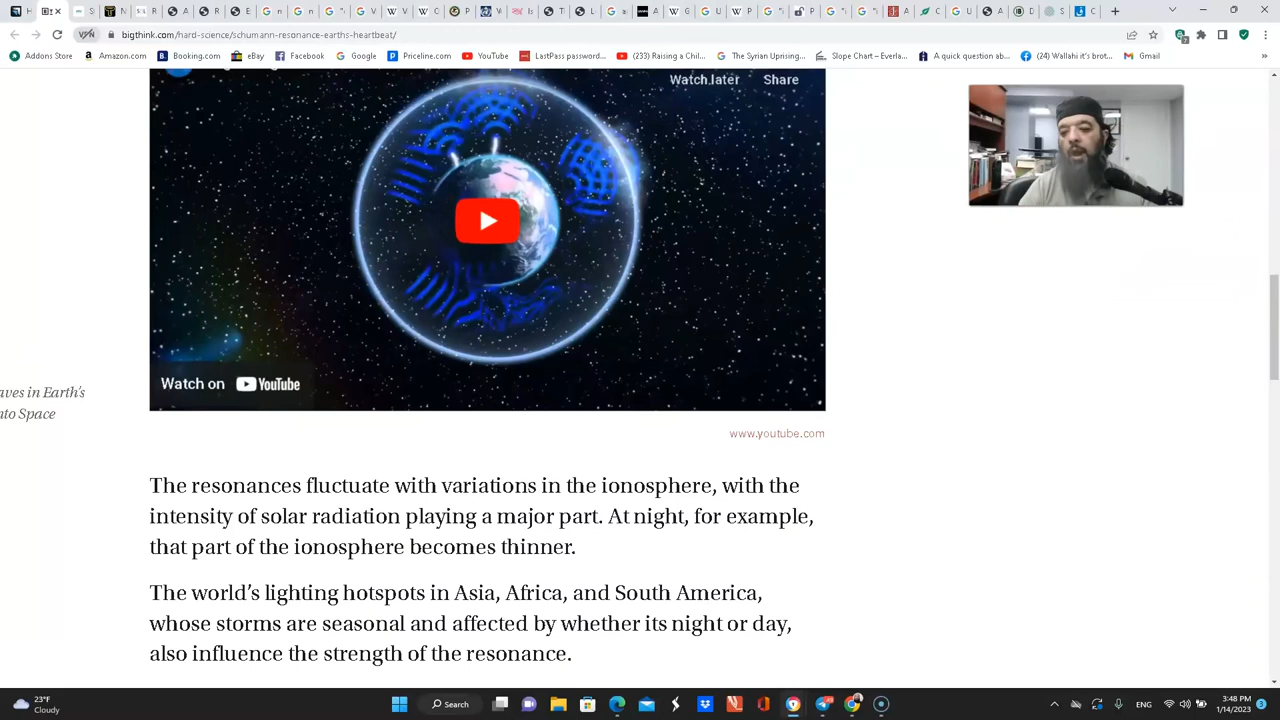 VPN
bigthink.com/hard-science/schumann-resonance-earths-heartbeat/
Addons Store
Amazon.com
Booking.com
eBay
Facebook
Google
Priceline.com
YouTube
LastPass password...
(233) Raising a Chil...
The Syrian Uprising...
Slope Chart – Everla...
A quick question ab...
(24) Wallahi it's brot...
Gmail
»
Watch later
Share
Watch on YouTube
aves in Earth's
nto Space
www.youtube.com
The resonances fluctuate with variations in the ionosphere, with the
intensity of solar radiation playing a major part. At night, for example,
that part of the ionosphere becomes thinner.
The world's lighting hotspots in Asia, Africa, and South America,
whose storms are seasonal and affected by whether its night or day,
also influence the strength of the resonance.
23°F
Cloudy
Search
ENG
3:48 PM
1/14/2023